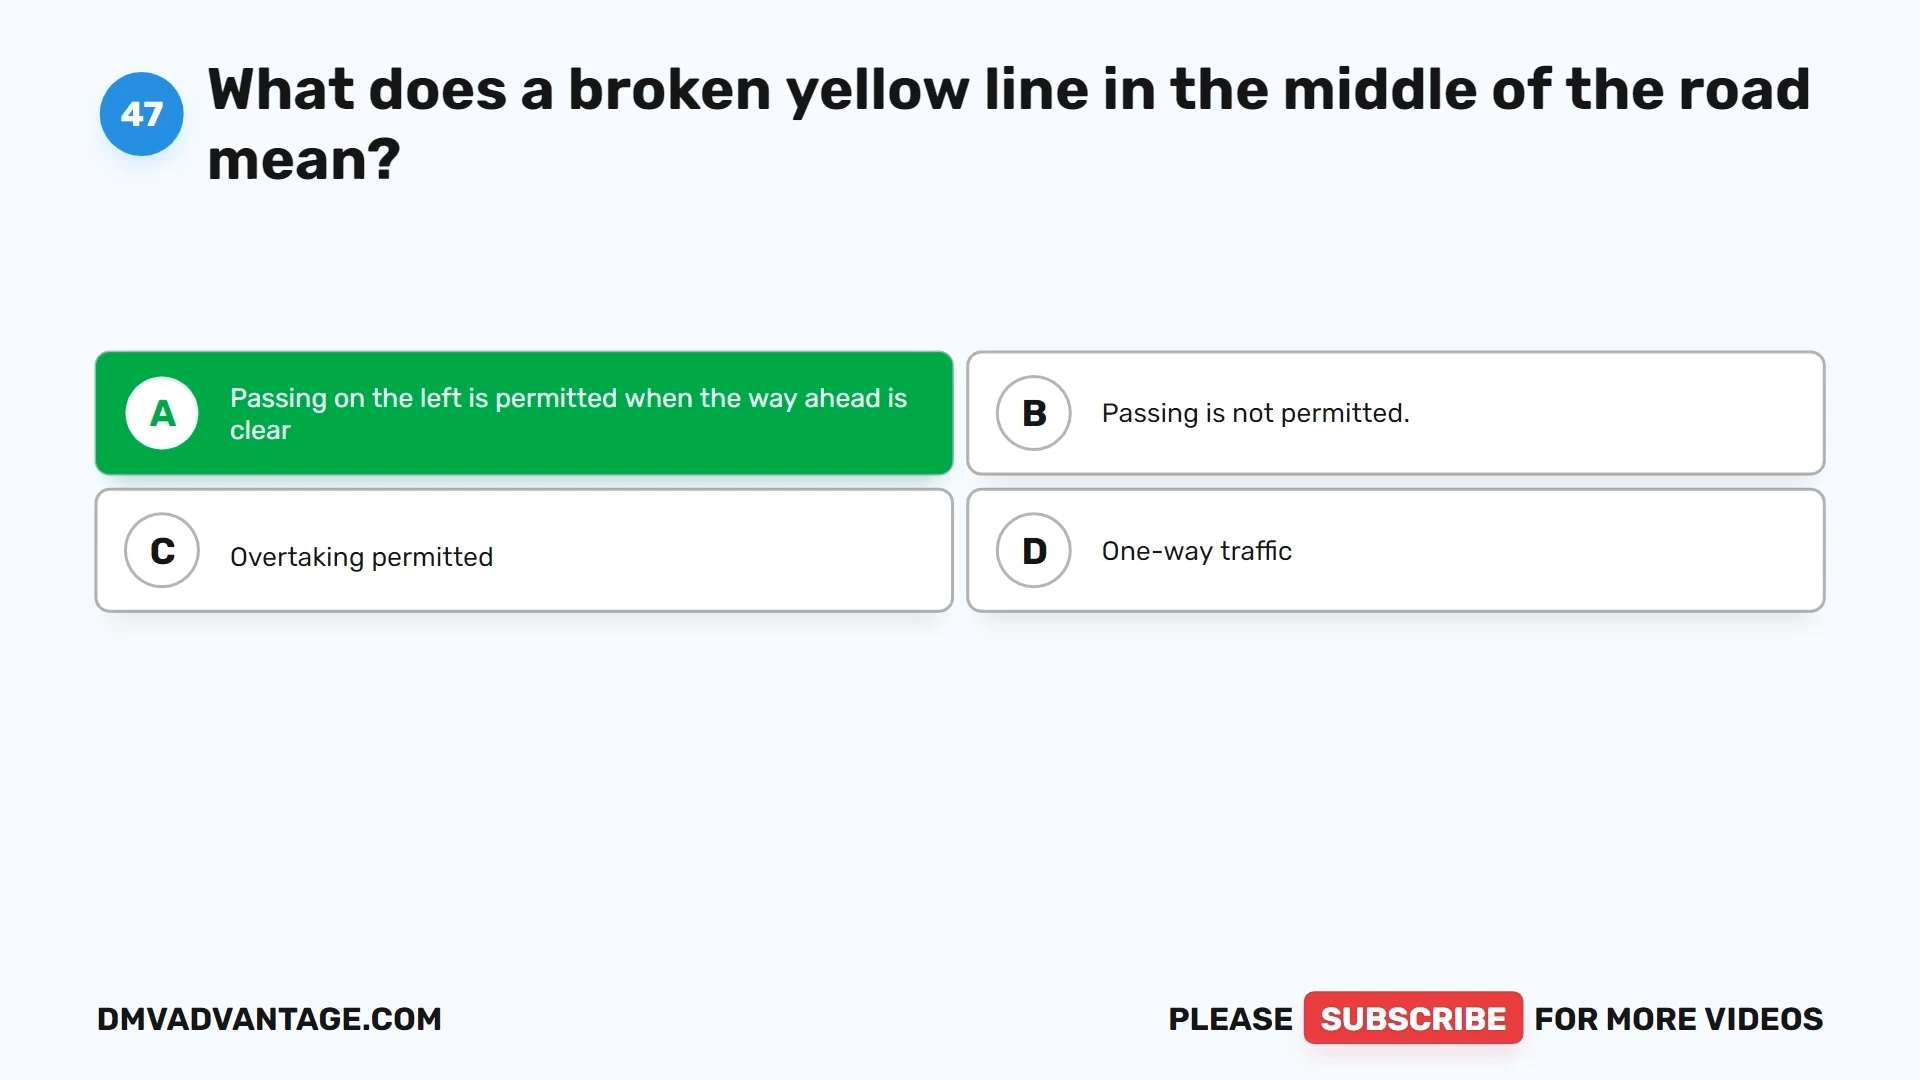 47
What does a broken yellow line in the middle of the road
mean?
A
Passing on the left is permitted when the way ahead is
clear
B
Passing is not permitted.
C
Overtaking permitted
D
One-way traffic
DMVADVANTAGE.COM
PLEASE SUBSCRIBE FOR MORE VIDEOS